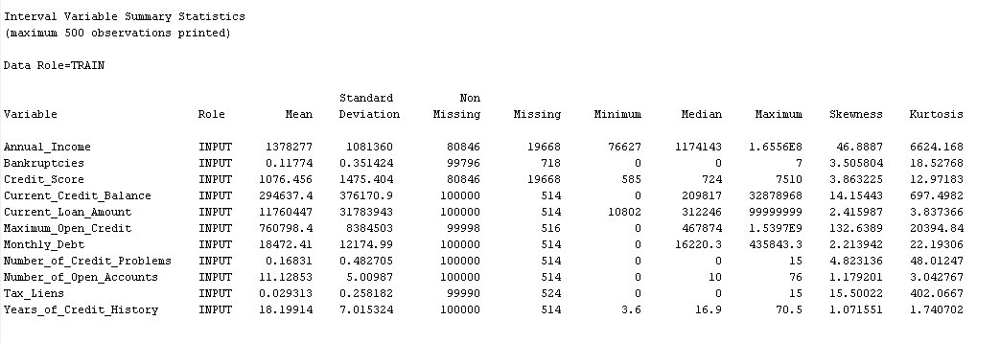 Interval Variable Summary Statistics
(maximum 500 observations printed)
Data Role=TRAIN
Standard Non
Variable Role Mean Deviation Missing Missing Minimum Median Maximum Skewness Kurtosis
Annual_Income INPUT 1378277 1081360 80846 19668 76627 1174143 1.6556E8 46.8887 6624.168
Bankruptcies INPUT 0.11774 0.351424 99796 718 0 0 7 3.505804 18.52768
Credit_Score INPUT 1076.456 1475.404 80846 19668 585 724 7510 3.863225 12.97183
Current_Credit_Balance INPUT 294637.4 376170.9 100000 514 0 209817 32878968 14.15443 697.4982
Current_Loan_Amount INPUT 11760447 31783943 100000 514 10802 312246 99999999 2.415987 3.837366
Maximum_Open_Credit INPUT 760798.4 8384503 99998 516 0 467874 1.5397E9 132.6389 20394.84
Monthly_Debt INPUT 18472.41 12174.99 100000 514 0 16220.3 435843.3 2.213942 22.19306
Number_of_Credit_Problems INPUT 0.16831 0.482705 100000 514 0 0 15 4.823136 48.01247
Number_of_Open_Accounts INPUT 11.12853 5.00987 100000 514 0 10 76 1.179201 3.042767
Tax_Liens INPUT 0.029313 0.258182 99990 524 0 0 15 15.50022 402.0667
Years_of_Credit_History INPUT 18.19914 7.015324 100000 514 3.6 16.9 70.5 1.071551 1.740702